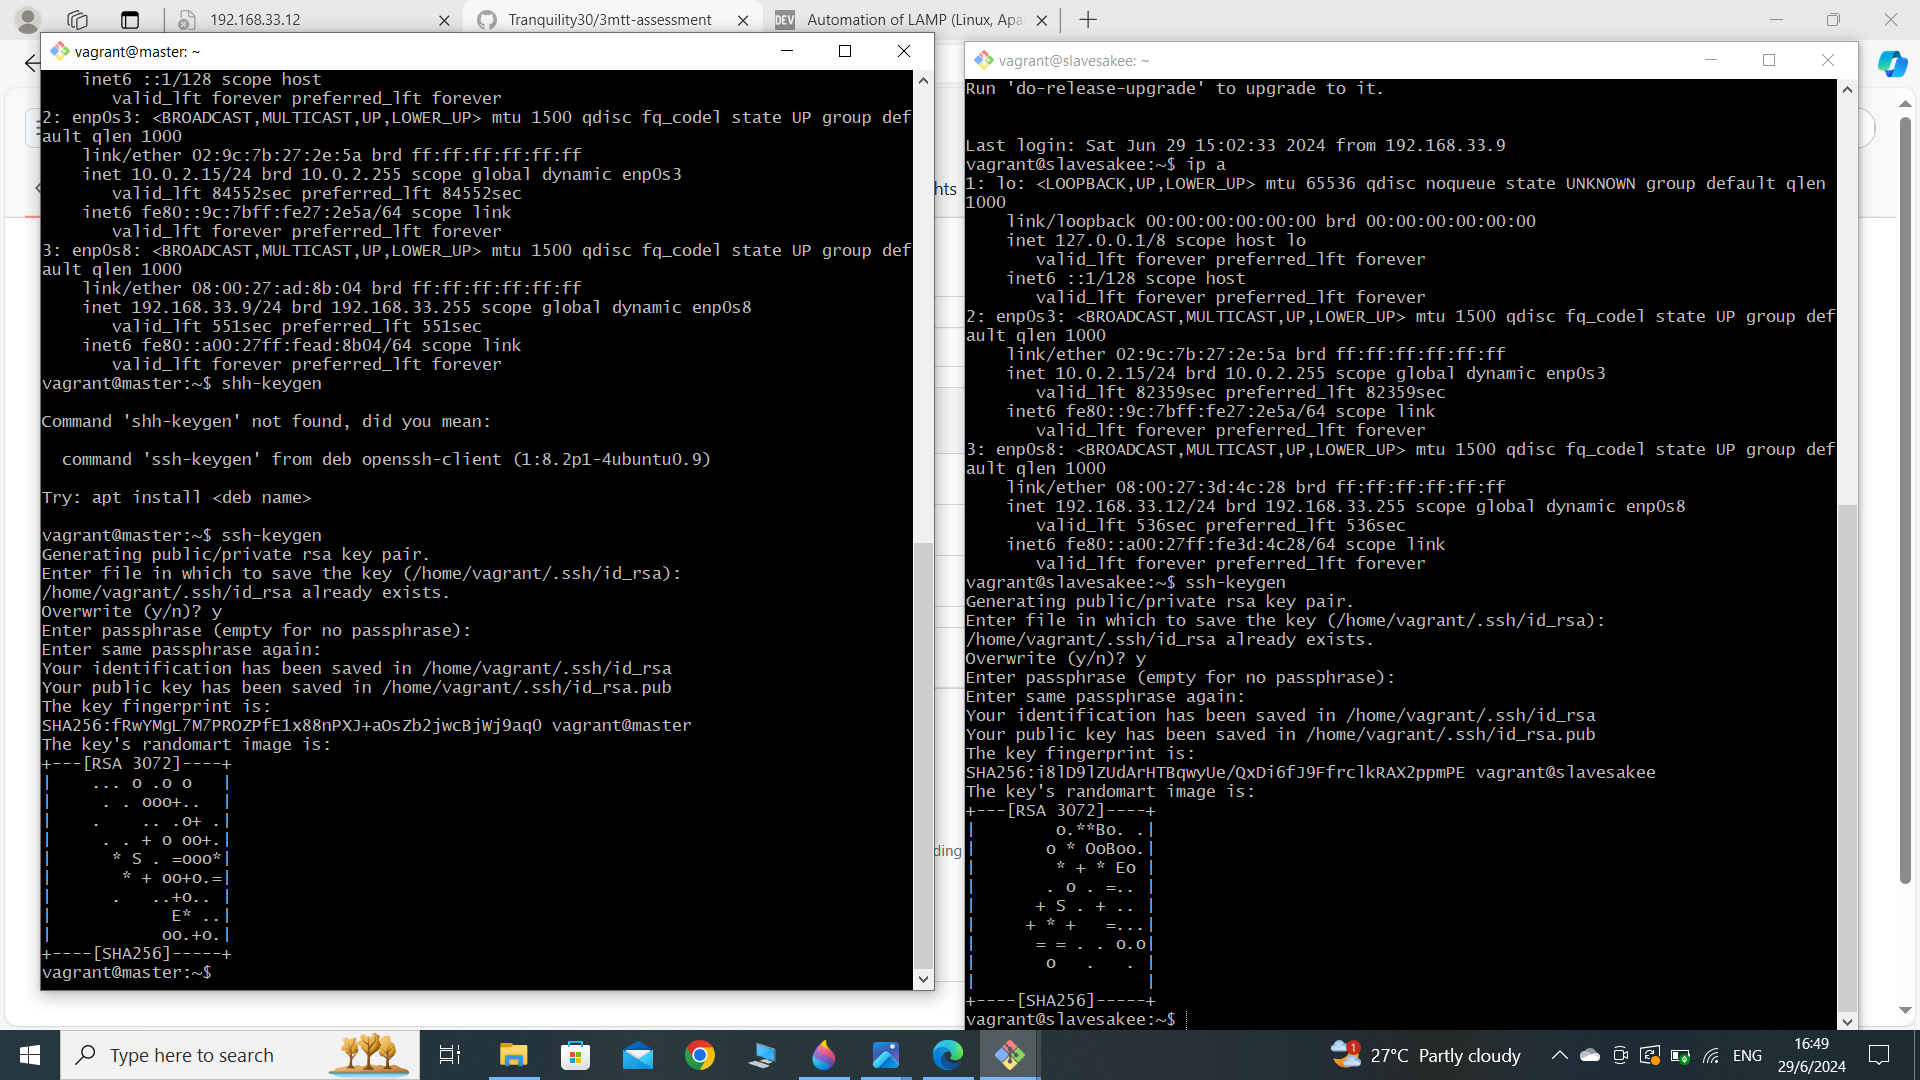 192.168.33.12
Tranquility30/3mtt-assessment
DEV
Automation of LAMP (Linux, Apa
vagrant@master: ~
    inet6 ::1/128 scope host
       valid_lft forever preferred_lft forever
2: enp0s3: <BROADCAST,MULTICAST,UP,LOWER_UP> mtu 1500 qdisc fq_codel state UP group def
ault qlen 1000
    link/ether 02:9c:7b:27:2e:5a brd ff:ff:ff:ff:ff:ff
    inet 10.0.2.15/24 brd 10.0.2.255 scope global dynamic enp0s3
       valid_lft 84552sec preferred_lft 84552sec
    inet6 fe80::9c:7bff:fe27:2e5a/64 scope link
       valid_lft forever preferred_lft forever
3: enp0s8: <BROADCAST,MULTICAST,UP,LOWER_UP> mtu 1500 qdisc fq_codel state UP group def
ault qlen 1000
    link/ether 08:00:27:ad:8b:04 brd ff:ff:ff:ff:ff:ff
    inet 192.168.33.9/24 brd 192.168.33.255 scope global dynamic enp0s8
       valid_lft 551sec preferred_lft 551sec
    inet6 fe80::a00:27ff:fead:8b04/64 scope link
       valid_lft forever preferred_lft forever
vagrant@master:~$ shh-keygen
Command 'shh-keygen' not found, did you mean:
  command 'ssh-keygen' from deb openssh-client (1:8.2p1-4ubuntu0.9)
Try: apt install <deb name>
vagrant@master:~$ ssh-keygen
Generating public/private rsa key pair.
Enter file in which to save the key (/home/vagrant/.ssh/id_rsa):
/home/vagrant/.ssh/id_rsa already exists.
Overwrite (y/n)? y
Enter passphrase (empty for no passphrase):
Enter same passphrase again:
Your identification has been saved in /home/vagrant/.ssh/id_rsa
Your public key has been saved in /home/vagrant/.ssh/id_rsa.pub
The key fingerprint is:
SHA256:fRwYMgL7M7PROZPfE1x88nPXJ+aOsZb2jwcBjWj9aqO vagrant@master
The key's randomart image is:
+---[RSA 3072]----+
|    ... o .o o   |
|     . . ooo+..  |
|    .    .. .o+ .|
|     . . + o oo+.|
|      * S . =ooo*|
|       * + oo+o.=|
|      .   ..+o.. |
|            E* ..|
|           oo.+o.|
+----[SHA256]-----+
vagrant@master:~$
hts
ding
vagrant@slavesakee: ~
Run 'do-release-upgrade' to upgrade to it.
Last login: Sat Jun 29 15:02:33 2024 from 192.168.33.9
vagrant@slavesakee:~$ ip a
1: lo: <LOOPBACK,UP,LOWER_UP> mtu 65536 qdisc noqueue state UNKNOWN group default qlen
1000
    link/loopback 00:00:00:00:00:00 brd 00:00:00:00:00:00
    inet 127.0.0.1/8 scope host lo
       valid_lft forever preferred_lft forever
    inet6 ::1/128 scope host
       valid_lft forever preferred_lft forever
2: enp0s3: <BROADCAST,MULTICAST,UP,LOWER_UP> mtu 1500 qdisc fq_codel state UP group def
ault qlen 1000
    link/ether 02:9c:7b:27:2e:5a brd ff:ff:ff:ff:ff:ff
    inet 10.0.2.15/24 brd 10.0.2.255 scope global dynamic enp0s3
       valid_lft 82359sec preferred_lft 82359sec
    inet6 fe80::9c:7bff:fe27:2e5a/64 scope link
       valid_lft forever preferred_lft forever
3: enp0s8: <BROADCAST,MULTICAST,UP,LOWER_UP> mtu 1500 qdisc fq_codel state UP group def
ault qlen 1000
    link/ether 08:00:27:3d:4c:28 brd ff:ff:ff:ff:ff:ff
    inet 192.168.33.12/24 brd 192.168.33.255 scope global dynamic enp0s8
       valid_lft 536sec preferred_lft 536sec
    inet6 fe80::a00:27ff:fe3d:4c28/64 scope link
       valid_lft forever preferred_lft forever
vagrant@slavesakee:~$ ssh-keygen
Generating public/private rsa key pair.
Enter file in which to save the key (/home/vagrant/.ssh/id_rsa):
/home/vagrant/.ssh/id_rsa already exists.
Overwrite (y/n)? y
Enter passphrase (empty for no passphrase):
Enter same passphrase again:
Your identification has been saved in /home/vagrant/.ssh/id_rsa
Your public key has been saved in /home/vagrant/.ssh/id_rsa.pub
The key fingerprint is:
SHA256:i8lD9lZUdArHTBqwyUe/QxDi6fJ9FfrclkRAX2ppmPE vagrant@slavesakee
The key's randomart image is:
+---[RSA 3072]----+
|        o.**Bo. .|
|       o * OoBoo.|
|        * + * Eo |
|       . o . =.. |
|      + S . + .. |
|     + * +   =...|
|      = = . . o.o|
|       o   .   . |
|                 |
+----[SHA256]-----+
vagrant@slavesakee:~$
Type here to search
1
27°C Partly cloudy
ENG
16:49
29/6/2024